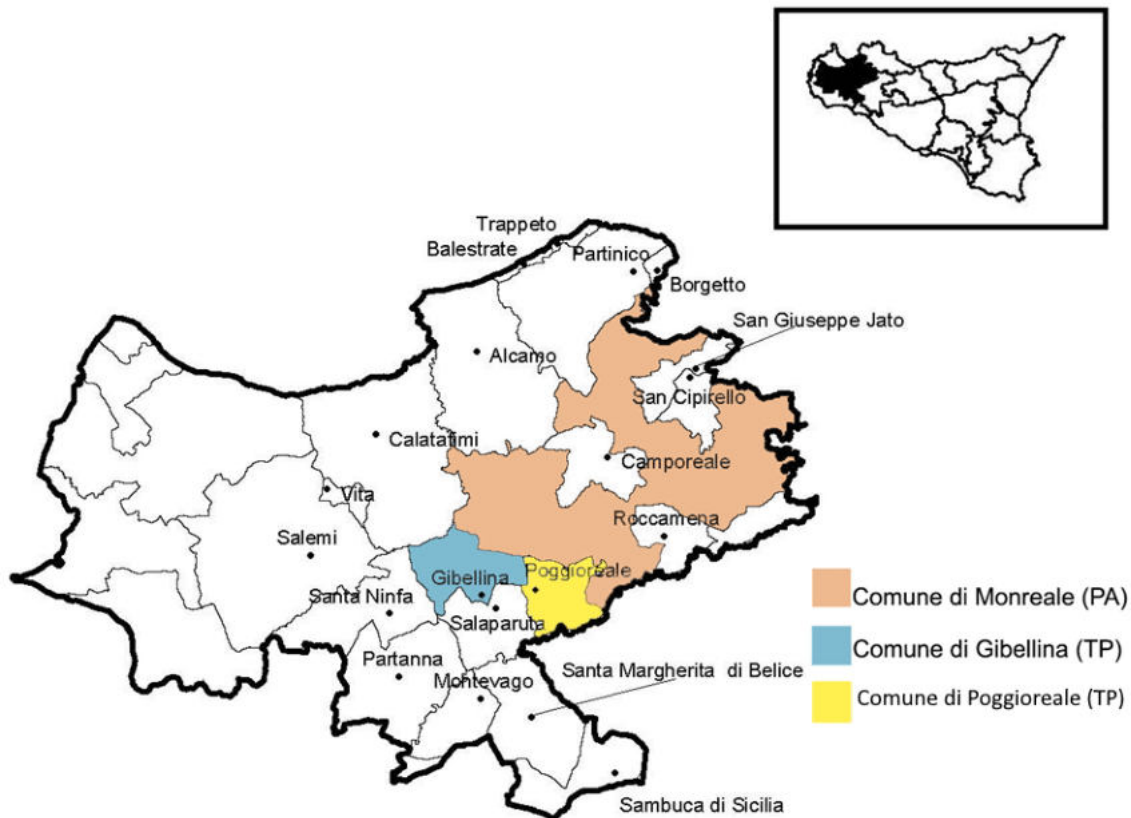 Trappeto
Balestrate
Partinico
Borgetto
San Giuseppe Jato
Alcamo
San Cipirello
Calatafimi
Camporeale
Vita
Roccamena
Salemi
Gibellina
Poggioreale
Santa Ninfa
Salaparuta
Partanna
Montevago
Santa Margherita di Belice
Sambuca di Sicilia
Comune di Monreale (PA)
Comune di Gibellina (TP)
Comune di Poggioreale (TP)